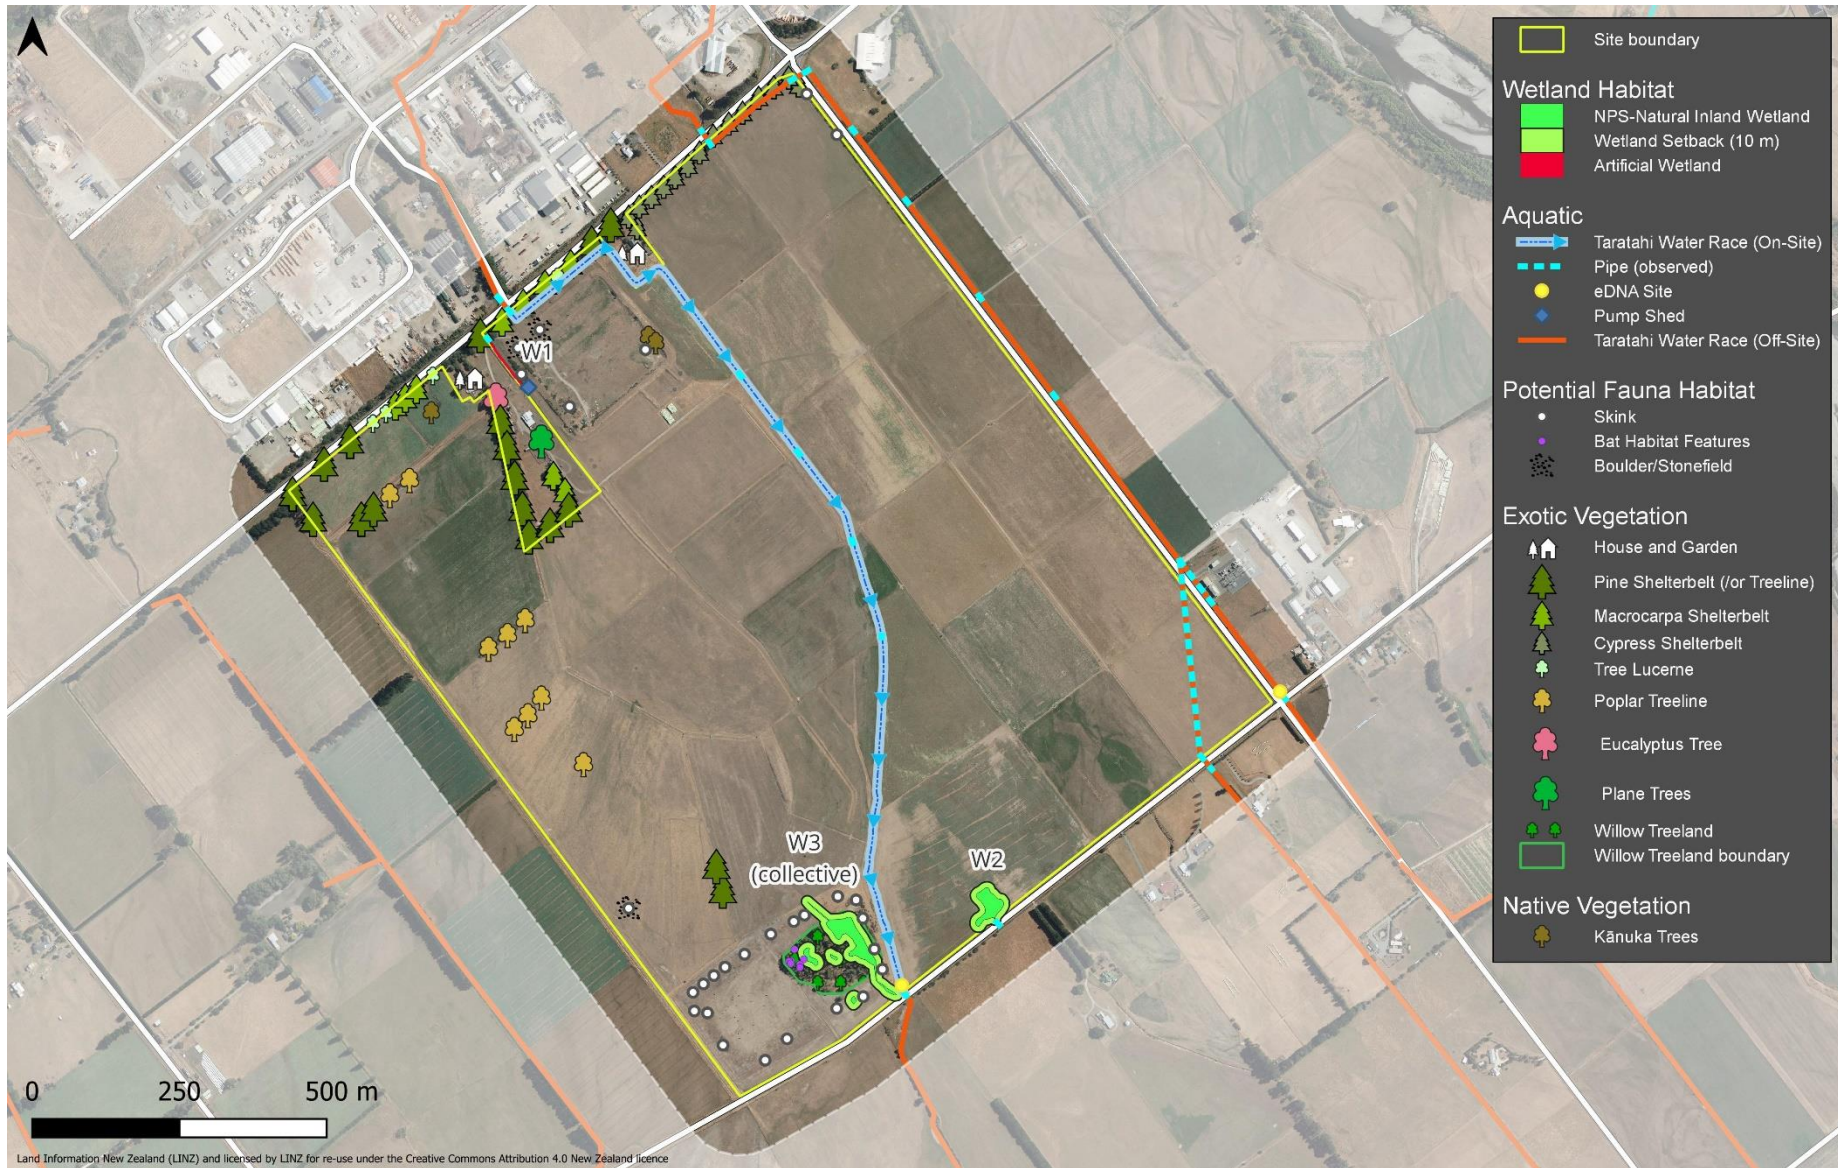 Site boundary
Wetland Habitat
NPS-Natural Inland Wetland
Wetland Setback (10 m)
Artificial Wetland
Aquatic
Taratahi Water Race (On-Site)
Pipe (observed)
eDNA Site
Pump Shed
Taratahi Water Race (Off-Site)
Potential Fauna Habitat
Skink
Bat Habitat Features
Boulder/Stonefield
Exotic Vegetation
House and Garden
Pine Shelterbelt (/or Treeline)
Macrocarpa Shelterbelt
Cypress Shelterbelt
Tree Lucerne
Poplar Treeline
Eucalyptus Tree
Plane Trees
Willow Treeland
Willow Treeland boundary
Native Vegetation
Kānuka Trees
W1
W3
(collective)
W2
0 250 500 m
Land Information New Zealand (LINZ) and licensed by LINZ for re-use under the Creative Commons Attribution 4.0 New Zealand licence